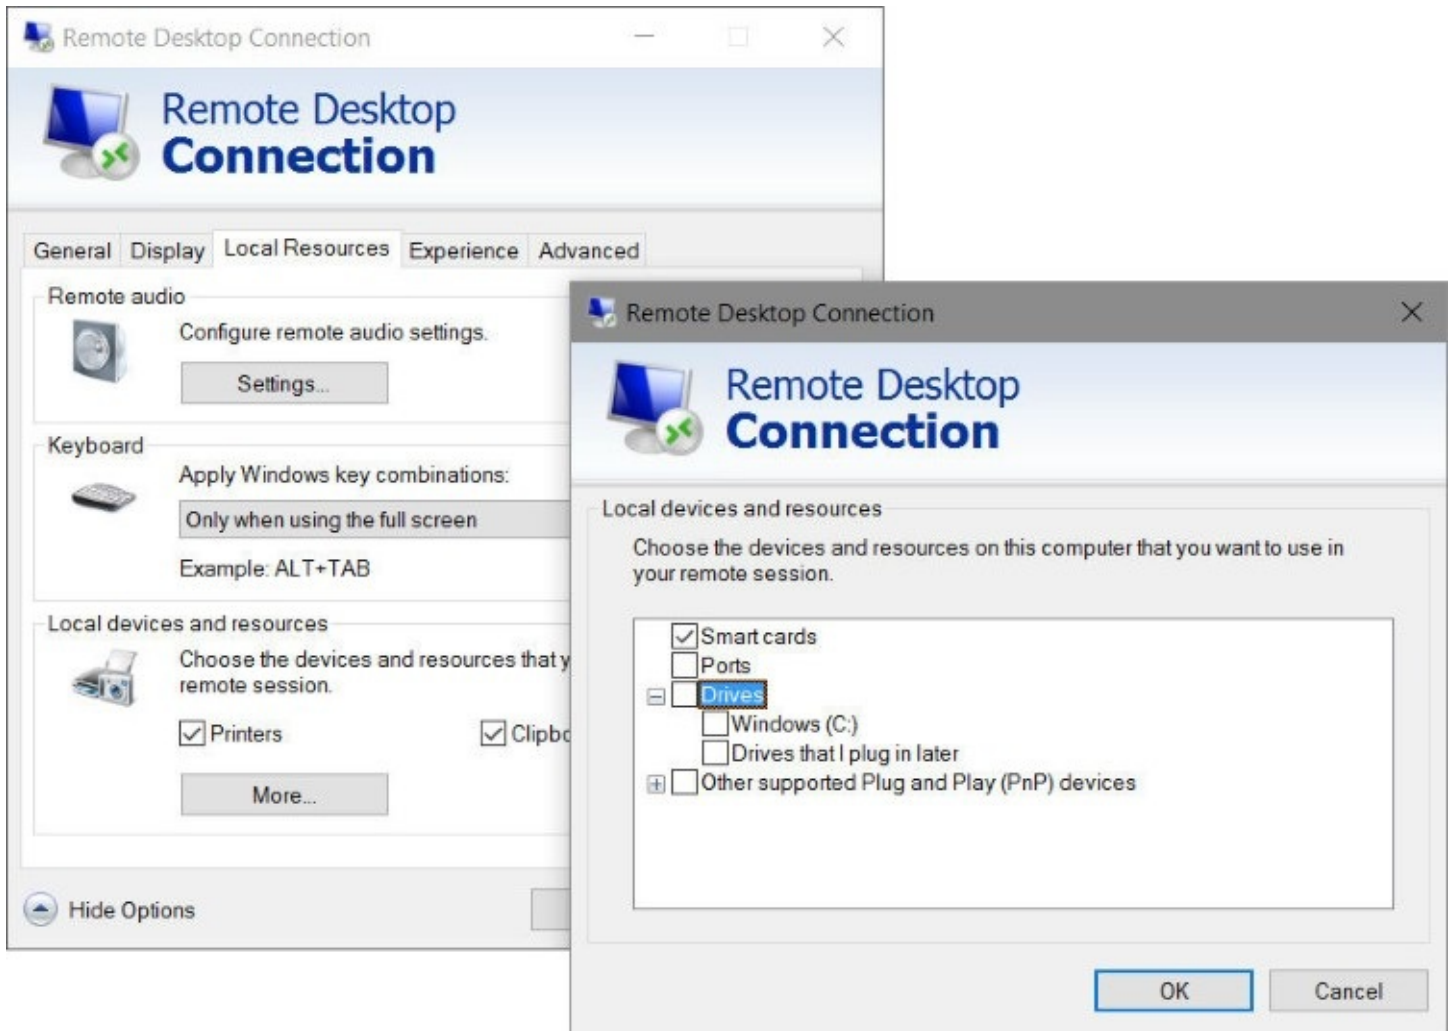 Remote Desktop Connection
Remote Desktop
Connection
General Display Local Resources Experience Advanced
Remote audio
Configure remote audio settings.
Settings...
Keyboard
Apply Windows key combinations:
Only when using the full screen
Example: ALT+TAB
Local devices and resources
Choose the devices and resources that y
remote session.
Printers Clipbo
More...
Hide Options
Remote Desktop Connection
Remote Desktop
Connection
Local devices and resources
Choose the devices and resources on this computer that you want to use in
your remote session.
Smart cards
Ports
Drives
Windows (C:)
Drives that I plug in later
Other supported Plug and Play (PnP) devices
OK Cancel